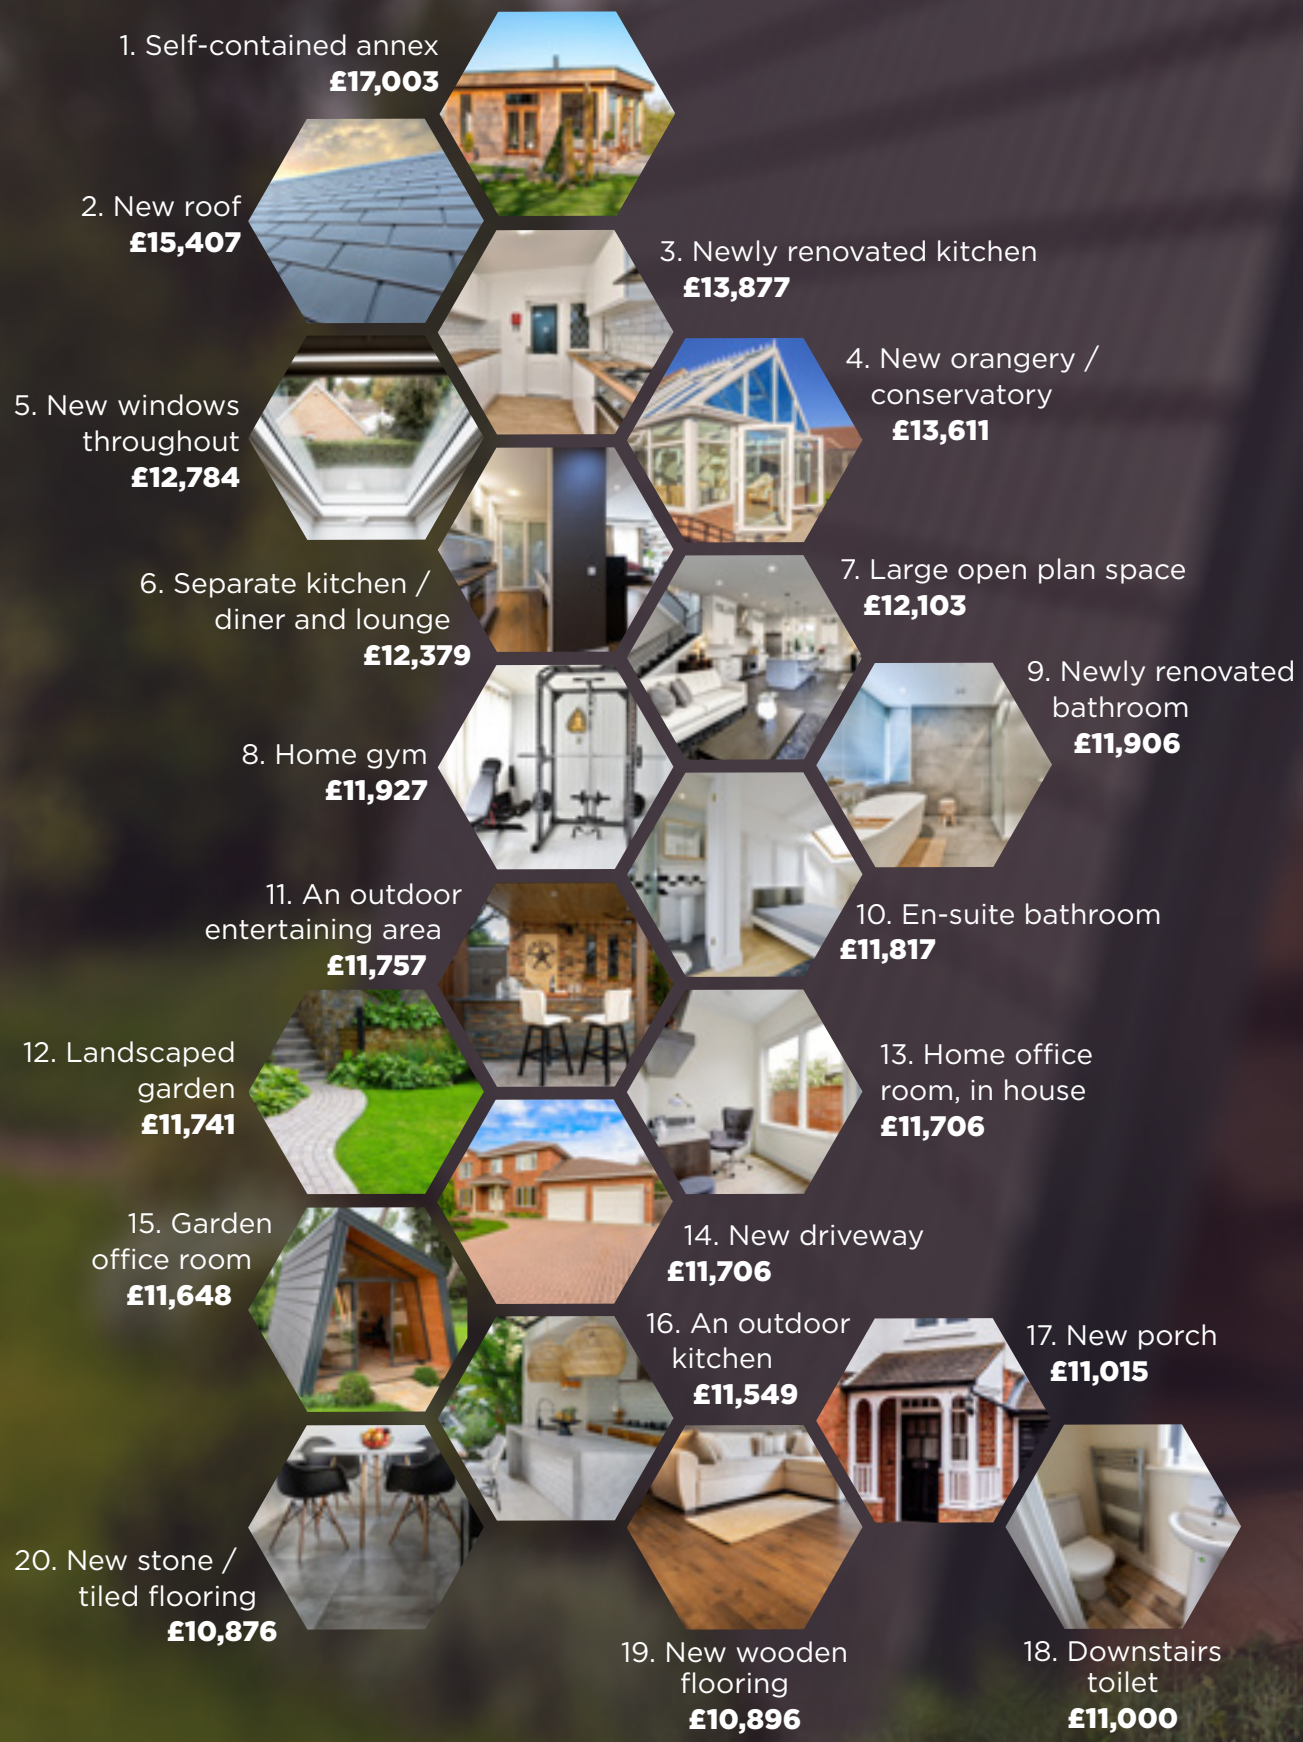 1. Self-contained annex
£17,003
2. New roof
£15,407
3. Newly renovated kitchen
£13,877
4. New orangery /
conservatory
£13,611
5. New windows
throughout
£12,784
6. Separate kitchen /
diner and lounge
£12,379
7. Large open plan space
£12,103
8. Home gym
£11,927
9. Newly renovated
bathroom
£11,906
10. En-suite bathroom
£11,817
11. An outdoor
entertaining area
£11,757
12. Landscaped
garden
£11,741
13. Home office
room, in house
£11,706
14. New driveway
£11,706
15. Garden
office room
£11,648
16. An outdoor
kitchen
£11,549
17. New porch
£11,015
18. Downstairs
toilet
£11,000
19. New wooden
flooring
£10,896
20. New stone /
tiled flooring
£10,876